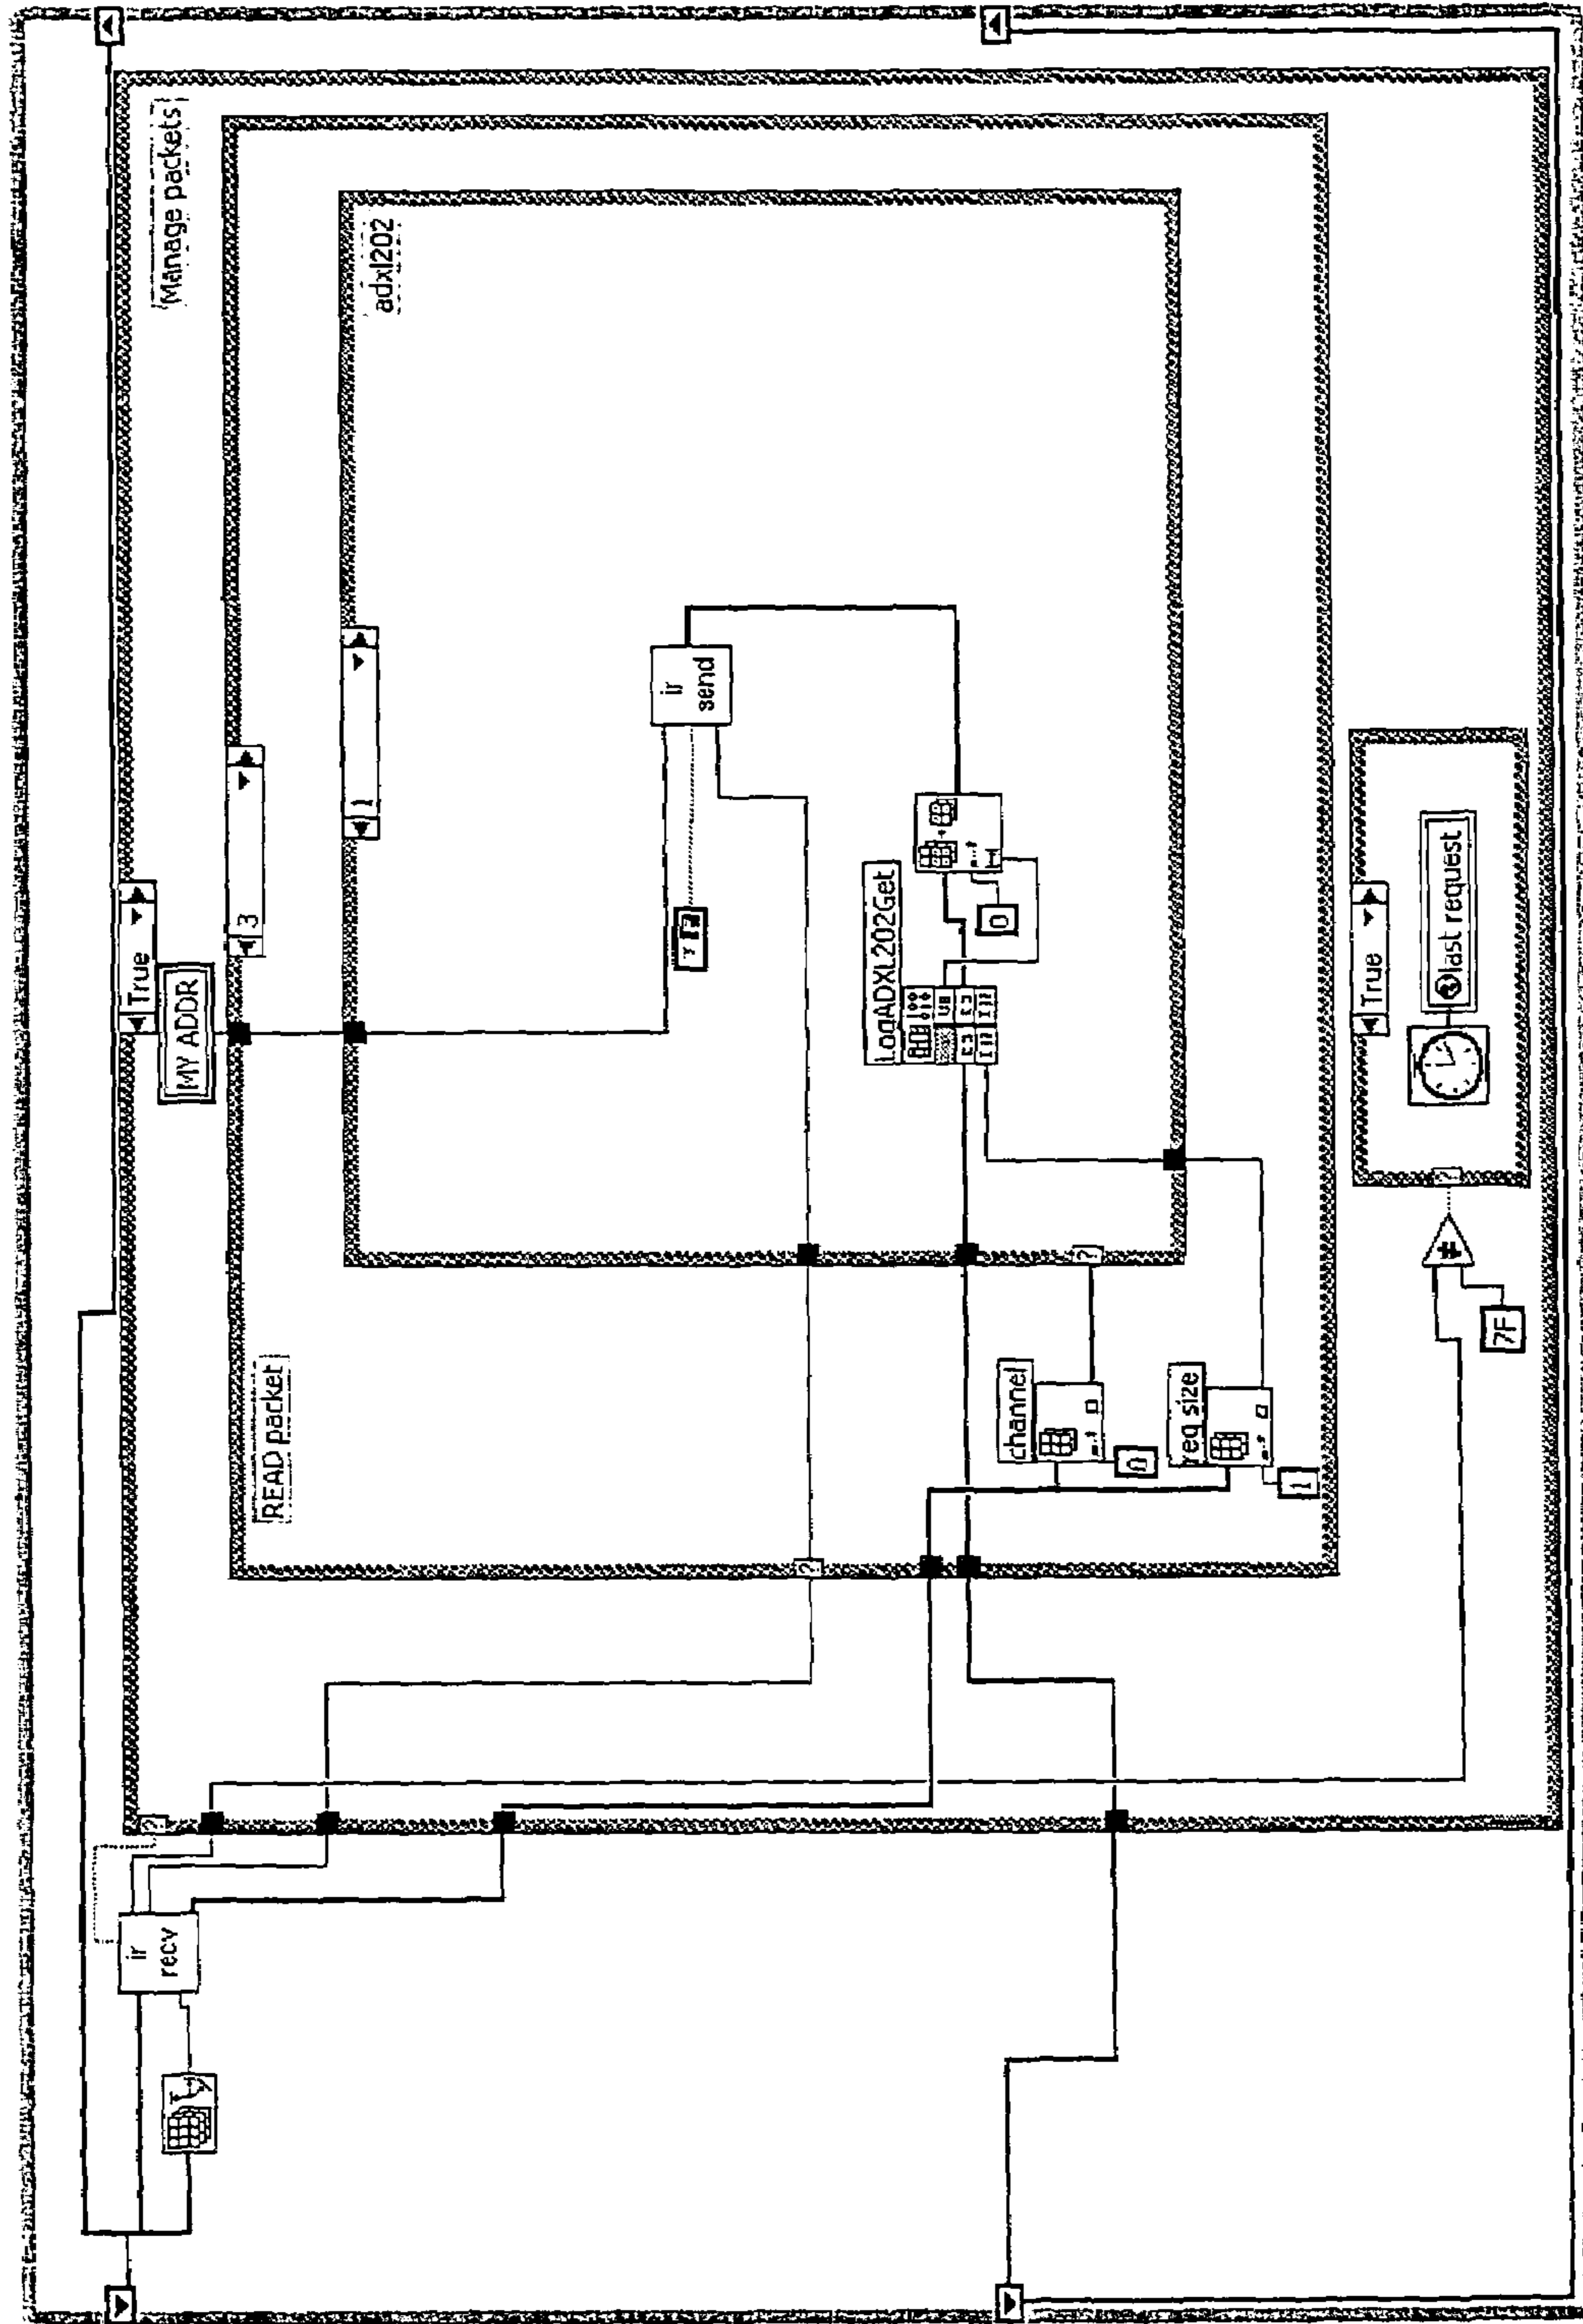 True
Manage packets
MY ADDR
3
READ packet
1
adxl202
ir
recv
ir
send
T F
LogADXL202Get
0
channel
0
req size
1
True
last request
7F